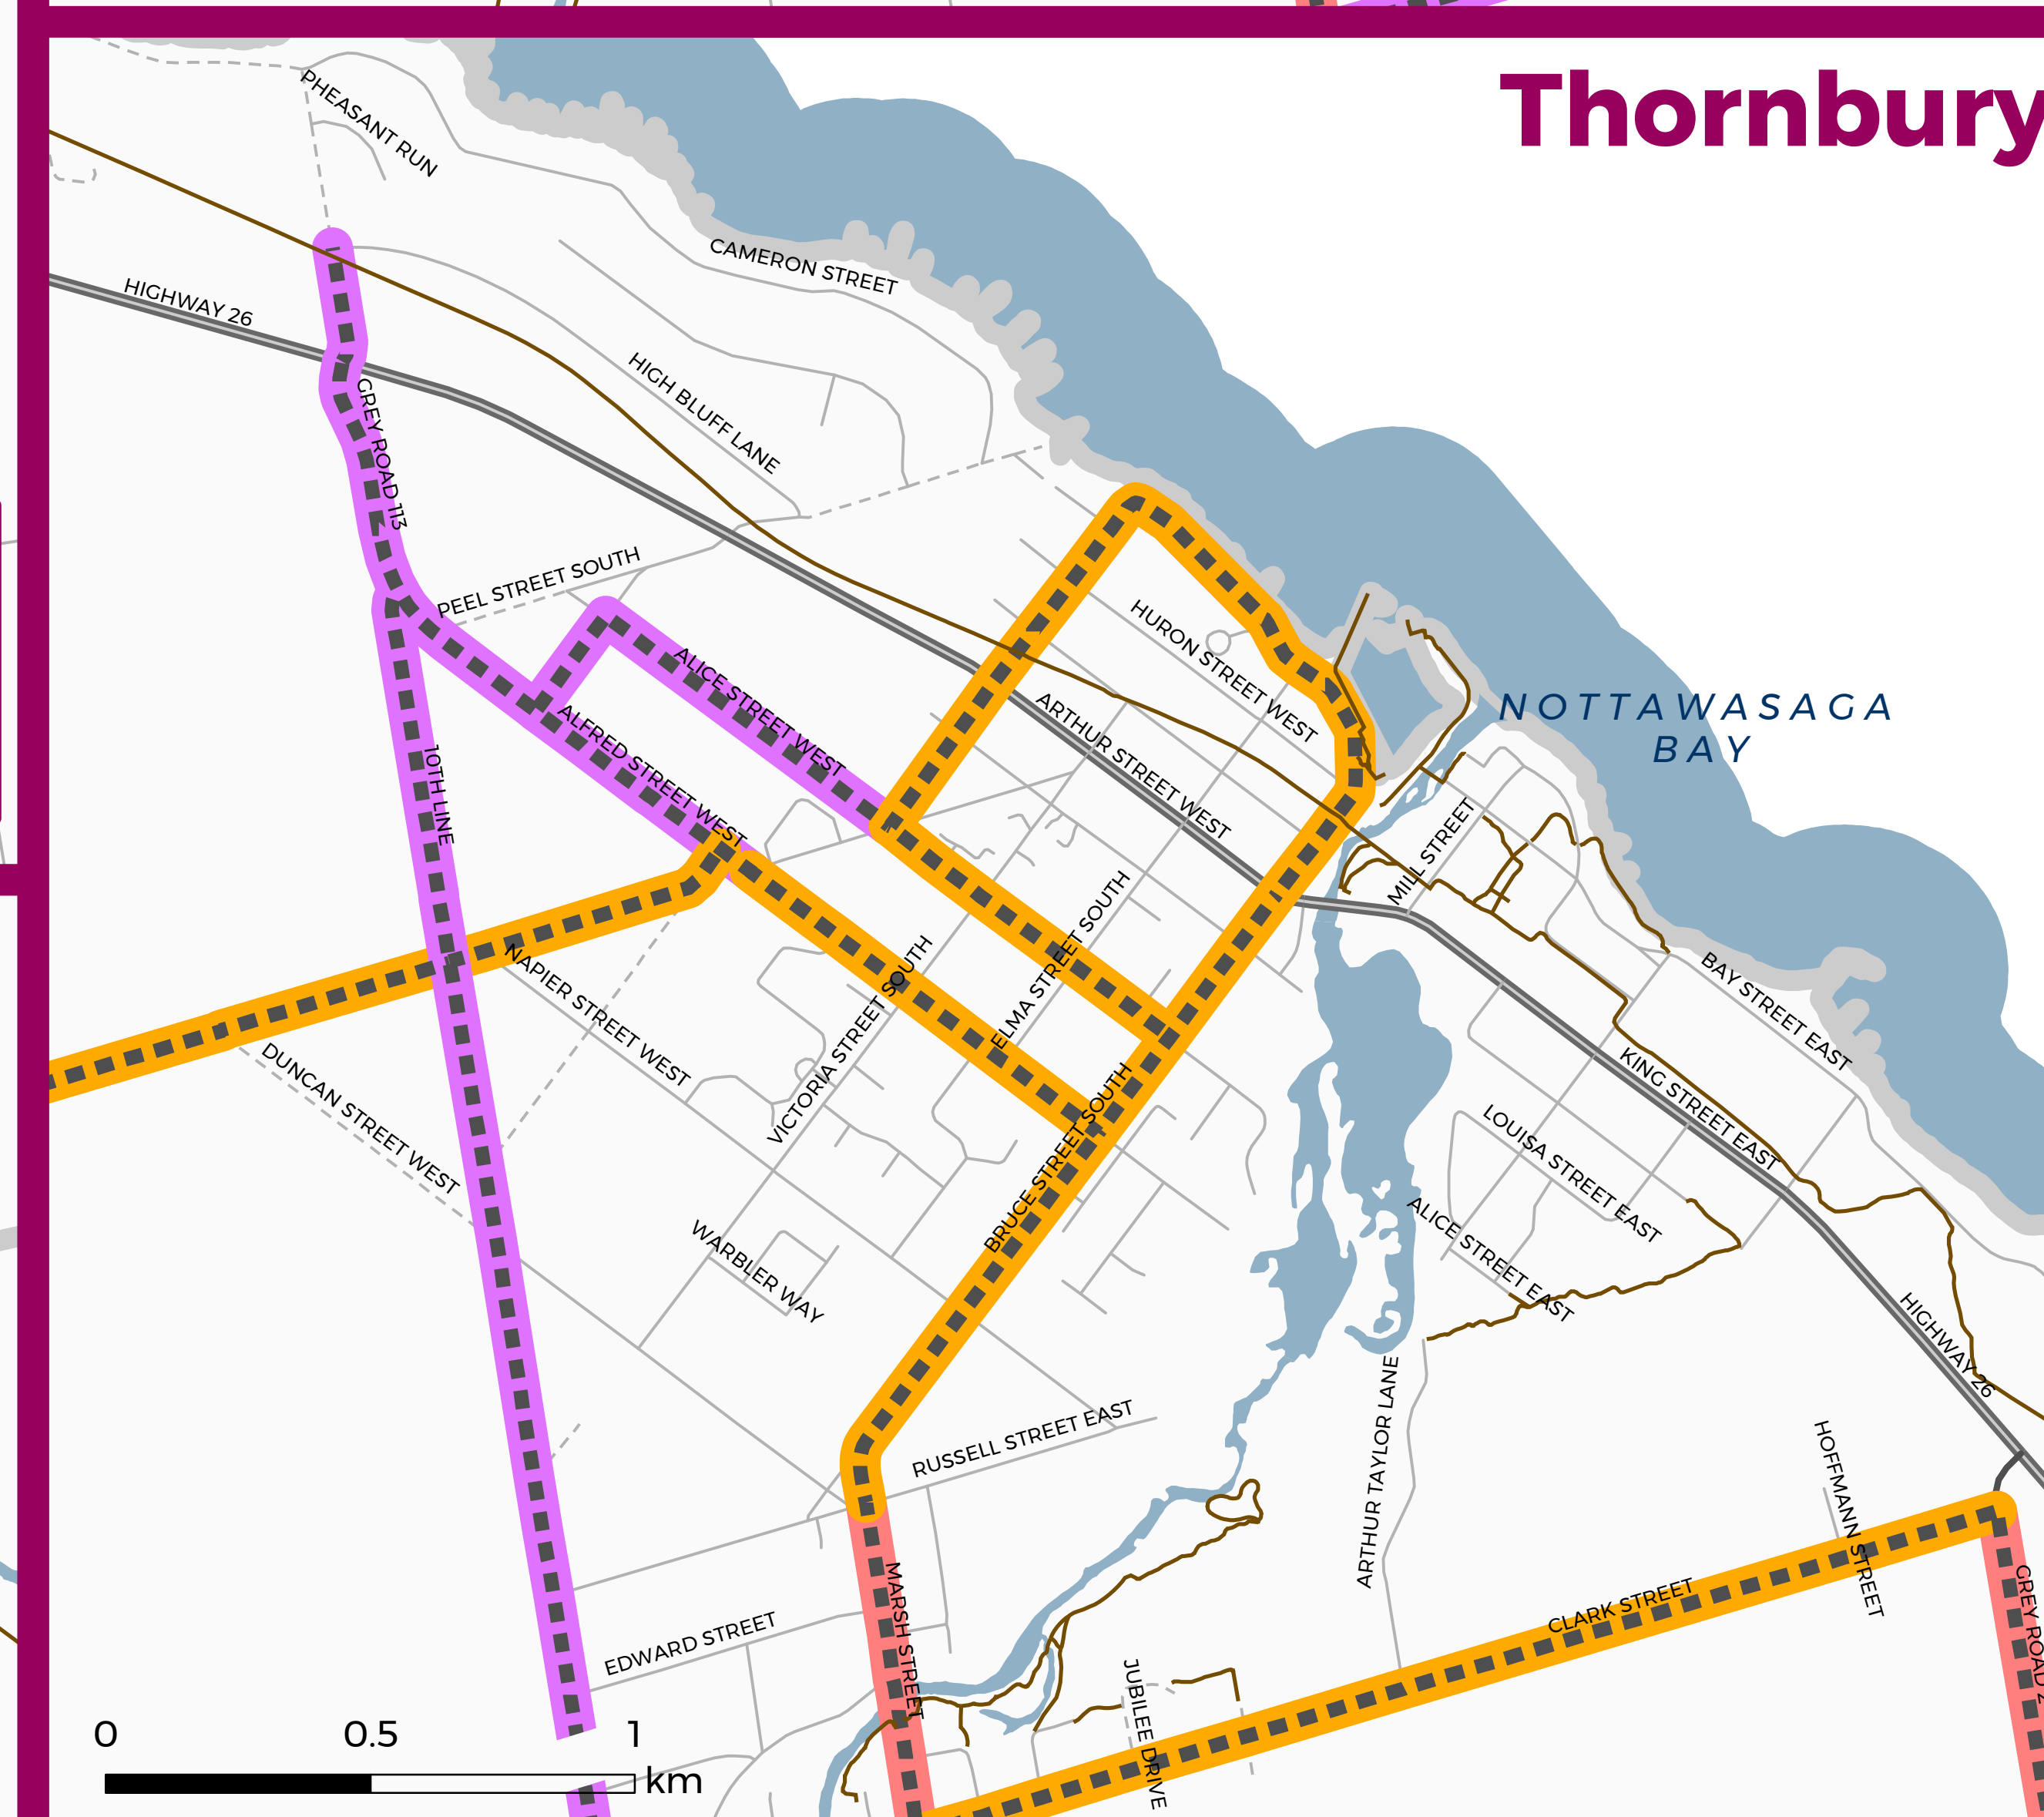 Thornbury
PHEASANT RUN
CAMERON STREET
HIGHWAY 26
HIGH BLUFF LANE
GREY ROAD 113
PEEL STREET SOUTH
HURON STREET WEST
NOTTAWASAGA
BAY
ALICE STREET WEST
ARTHUR STREET WEST
ALFRED STREET WEST
10TH LINE
MILL STREET
ELMA STREET SOUTH
VICTORIA STREET SOUTH
NAPIER STREET WEST
BAY STREET EAST
DUNCAN STREET WEST
KING STREET EAST
BRUCE STREET SOUTH
LOUISA STREET EAST
ALICE STREET EAST
WARBLER WAY
HIGHWAY 26
ARTHUR TAYLOR LANE
RUSSELL STREET EAST
HOFFMANN STREET
MARSH STREET
CLARK STREET
GREY ROAD 2
EDWARD STREET
JUBILEE DRIVE
0 0.5 1
km